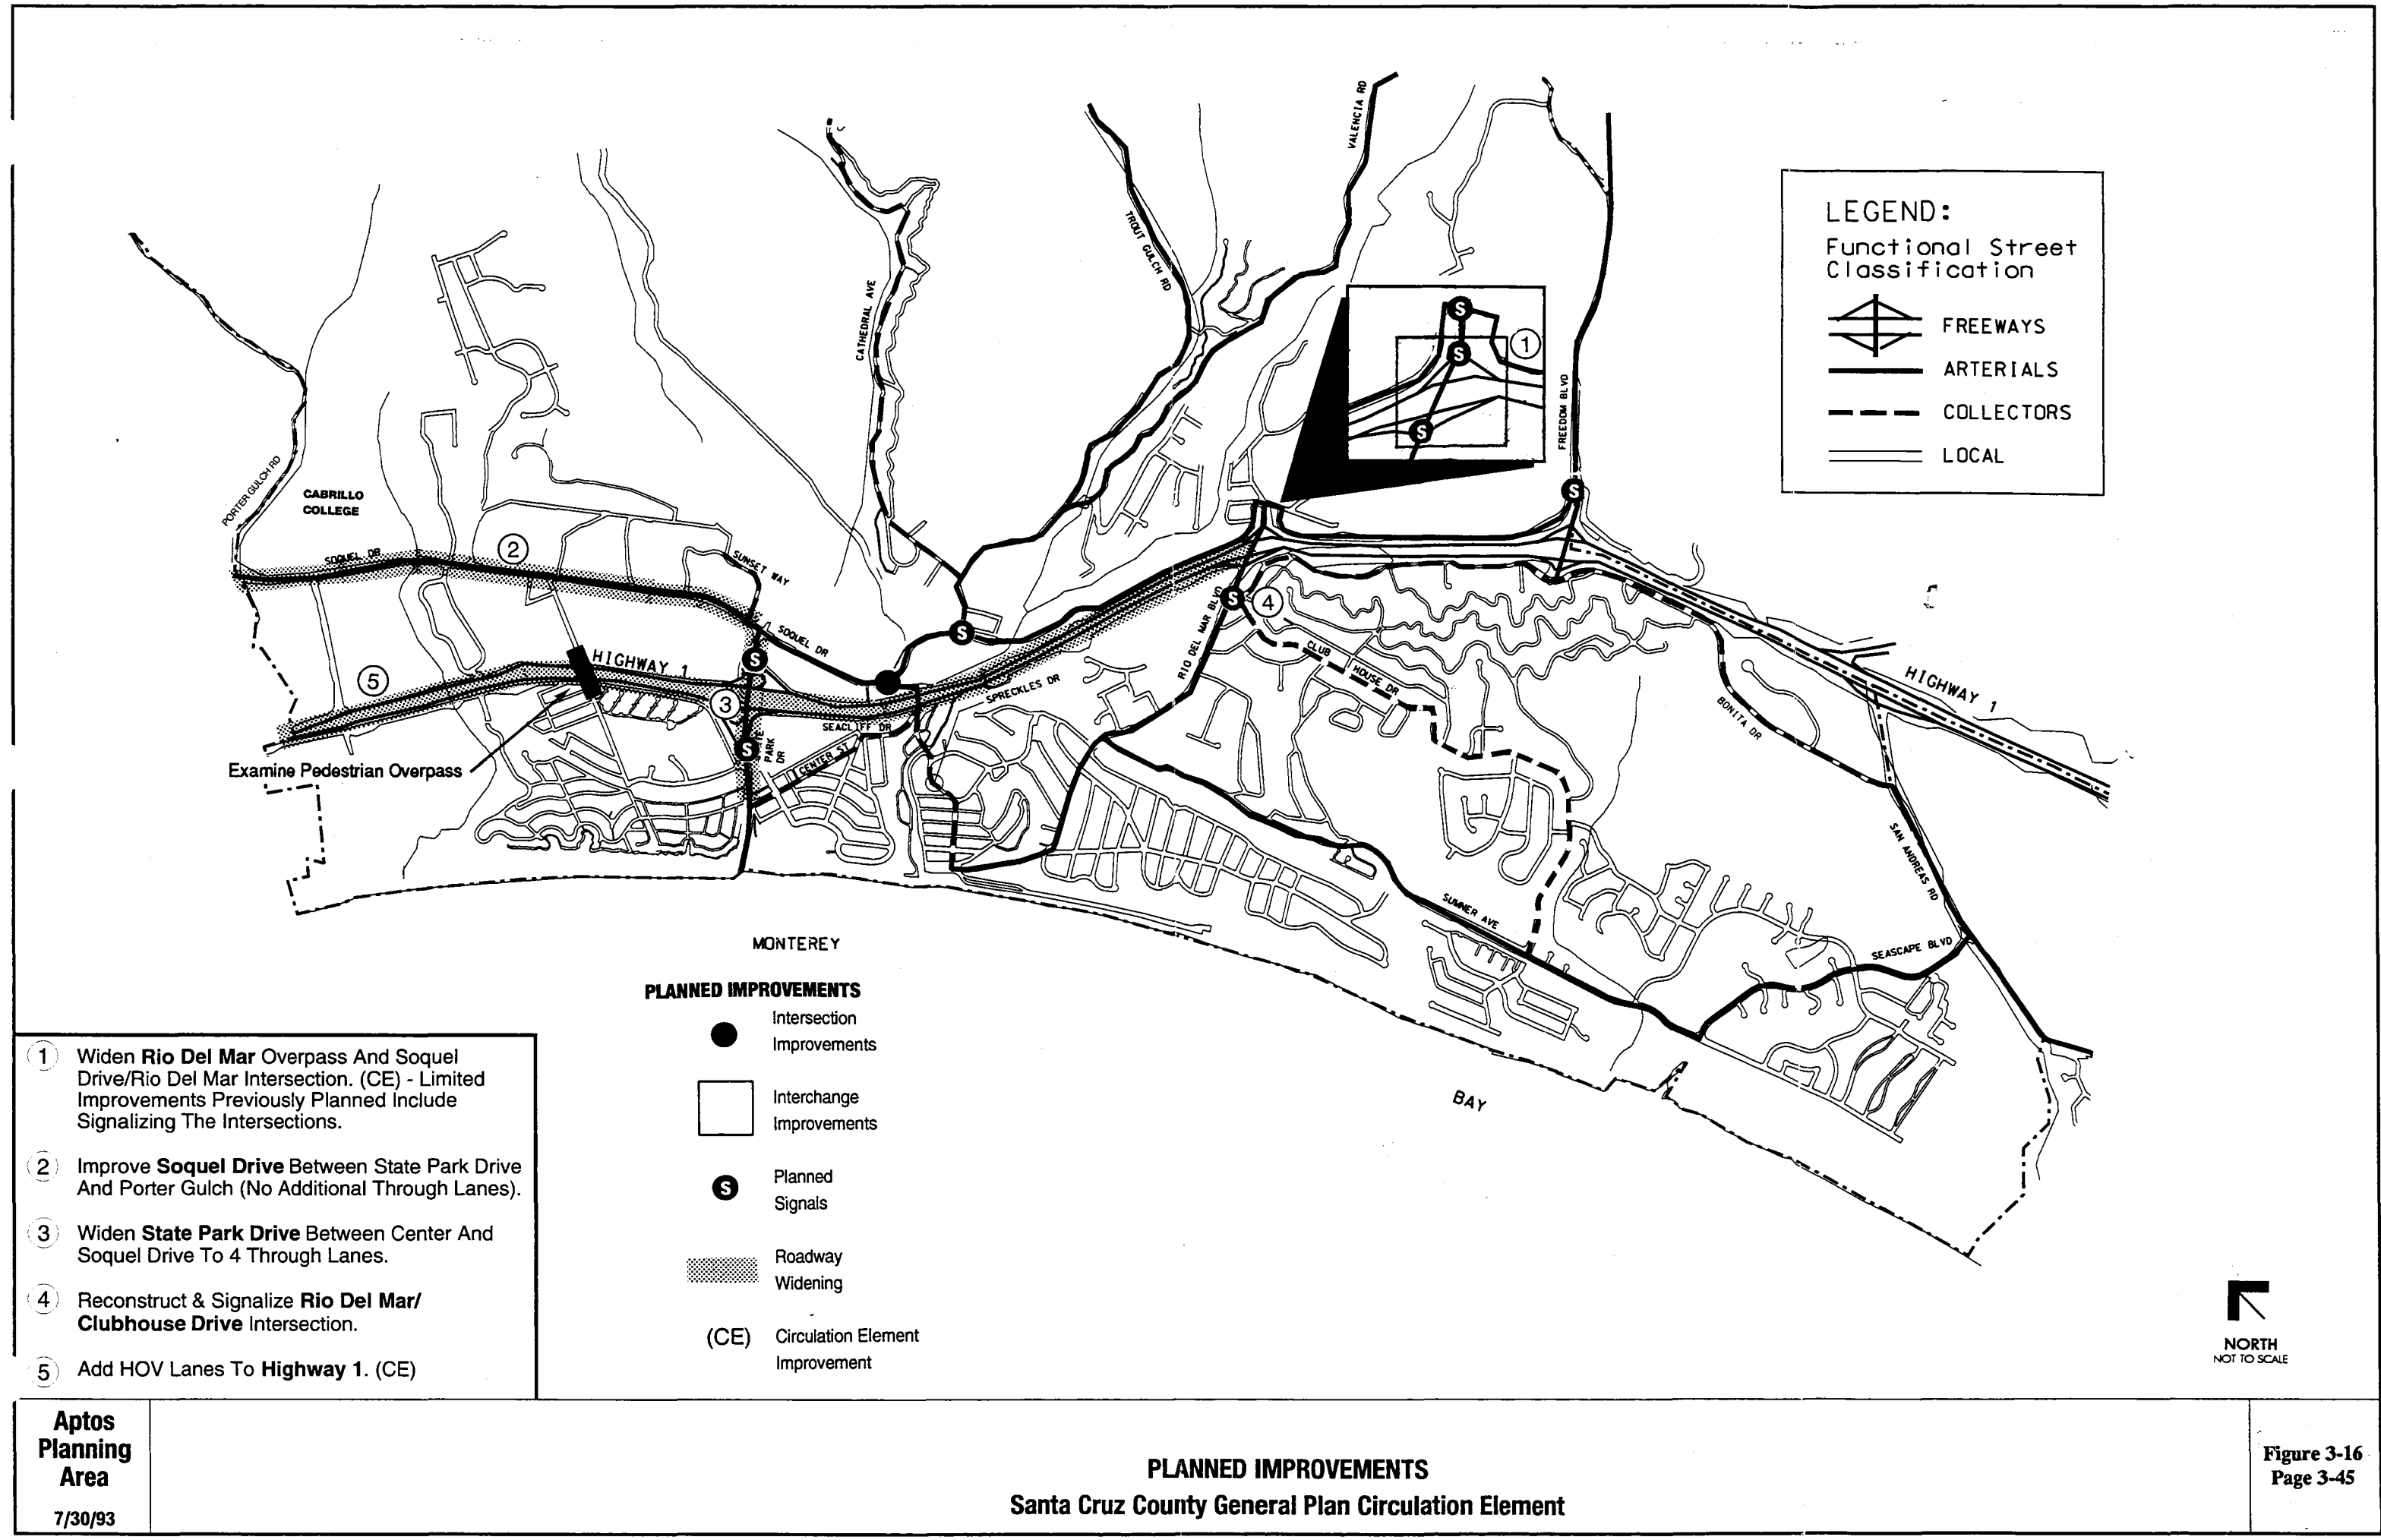 VALENCIA RD
TROUT GULCH RD
CATHEDRAL AVE
FREEDOM BLVD
PORTER GULCH RD
CABRILLO
COLLEGE
SOQUEL DR
SUNSET WAY
SOQUEL DR
HIGHWAY 1
SEACLIFF DR
SPRECKLES DR
PARK
DR
CENTER ST
RIO DEL MAR BLVD
CLUB
HOUSE DR
BONITA DR
HIGHWAY 1
SAN ANDREAS RD
SUMNER AVE
SEASCAPE BLVD
MONTEREY
BAY
1
S
S
S
2
S
S
S
S
S
3
4
5
Examine Pedestrian Overpass
LEGEND:
Functional Street
Classification
FREEWAYS
ARTERIALS
COLLECTORS
LOCAL
PLANNED IMPROVEMENTS
Intersection
Improvements
Interchange
Improvements
S Planned
Signals
Roadway
Widening
(CE) Circulation Element
Improvement
1 Widen Rio Del Mar Overpass And Soquel
Drive/Rio Del Mar Intersection. (CE) - Limited
Improvements Previously Planned Include
Signalizing The Intersections.
2 Improve Soquel Drive Between State Park Drive
And Porter Gulch (No Additional Through Lanes).
3 Widen State Park Drive Between Center And
Soquel Drive To 4 Through Lanes.
4 Reconstruct & Signalize Rio Del Mar/
Clubhouse Drive Intersection.
5 Add HOV Lanes To Highway 1. (CE)
NORTH
NOT TO SCALE
Aptos
Planning
Area
7/30/93
PLANNED IMPROVEMENTS
Santa Cruz County General Plan Circulation Element
Figure 3-16
Page 3-45